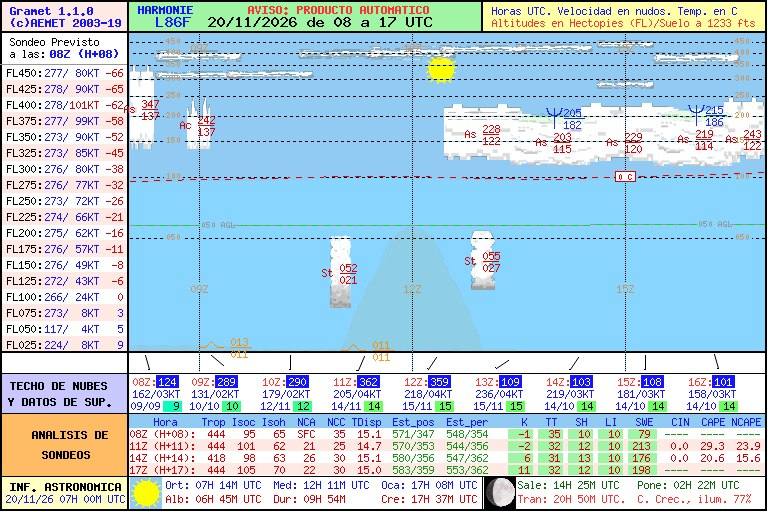 Gramet 1.1.0
(c)AEMET 2003-19
HARMONIE
L86F
AVISO: PRODUCTO AUTOMATICO
20/11/2026 de 08 a 17 UTC
Horas UTC. Velocidad en nudos. Temp. en C
Altitudes en Hectopies (FL)/Suelo a 1233 fts
Sondeo Previsto
a las: 08Z (H+08)
FL450: 277/ 80KT -66
FL425: 278/ 90KT -65
FL400: 278/101KT -62
FL375: 277/ 99KT -58
FL350: 273/ 90KT -52
FL325: 273/ 85KT -45
FL300: 276/ 80KT -38
FL275: 276/ 77KT -32
FL250: 273/ 72KT -26
FL225: 274/ 66KT -21
FL200: 275/ 62KT -16
FL175: 276/ 57KT -11
FL150: 276/ 49KT -8
FL125: 272/ 43KT -6
FL100: 266/ 24KT 0
FL075: 273/ 8KT 3
FL050: 117/ 4KT 5
FL025: 224/ 8KT 9
As 347
137
Ac 242
137
As 228
122
205
182
As 203
115
As 229
120
215
186
As 219
114
As 243
122
0 C
050 AGL
050 AGL
St 052
021
St 055
027
09Z
12Z
15Z
013
011
011
011
TECHO DE NUBES
Y DATOS DE SUP.
08Z: 124 09Z: 289 10Z: 290 11Z: 362 12Z: 359 13Z: 109 14Z: 103 15Z: 108 16Z: 101
162/03KT 131/02KT 179/02KT 205/04KT 218/04KT 236/04KT 219/03KT 181/03KT 158/03KT
09/09 9 10/10 10 12/11 12 14/11 14 15/11 15 15/11 15 14/10 14 14/10 14 14/10 14
ANALISIS DE
SONDEOS
Hora Trop Isoc Isoh NCA NCC TDisp Est_pos Est_per K TT SH LI SWE CIN CAPE NCAPE
08Z (H+08): 444 95 65 SFC 35 15.1 571/347 548/354 -1 35 10 10 79 ---- ---- ----
11Z (H+11): 444 101 62 21 25 14.7 570/353 544/356 -2 32 12 10 213 0.0 29.3 23.9
14Z (H+14): 418 98 63 26 30 15.1 582/357 547/360 6 31 11 10 176 0.0 20.6 15.6
17Z (H+17): 444 105 70 22 30 15.0 583/359 553/362 11 32 12 10 198 ---- ---- ----
INF. ASTRONOMICA
20/11/26 07H 00M UTC
Ort: 07H 14M UTC Med: 12H 11M UTC Oca: 17H 08M UTC
Alb: 06H 45M UTC Dur: 09H 54M Cre: 17H 37M UTC
Sale: 14H 25M UTC Pone: 02H 22M UTC
Tran: 20H 50M UTC. C. Crec., ilum. 77%